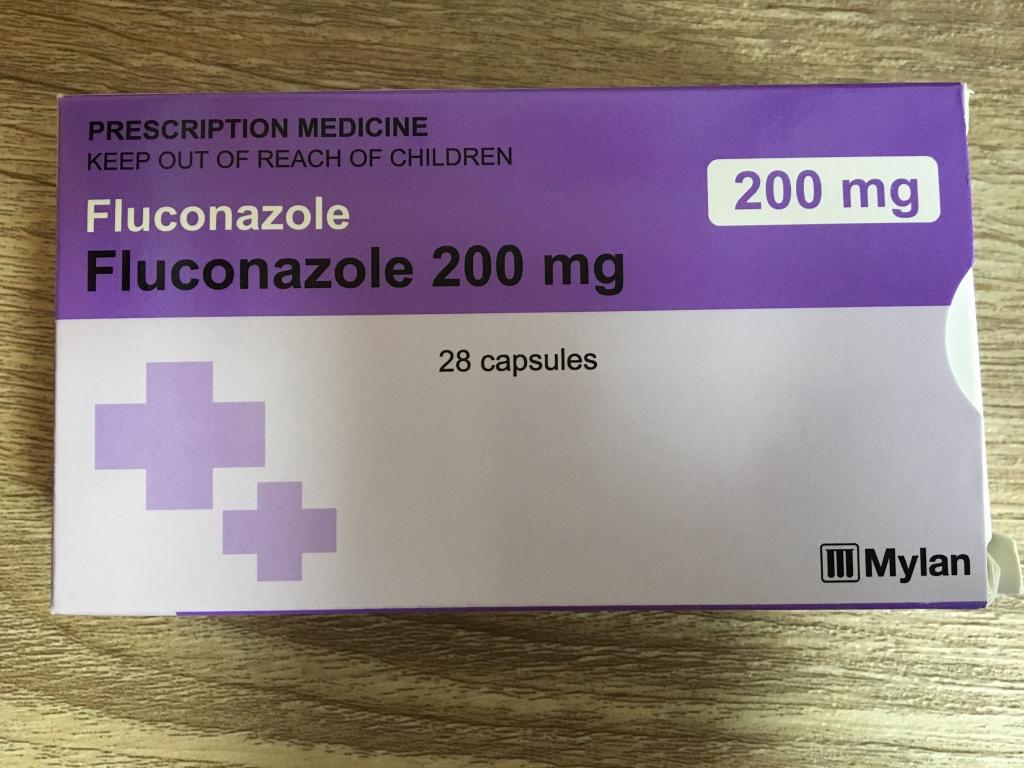 PRESCRIPTION MEDICINE
KEEP OUT OF REACH OF CHILDREN
Fluconazole
200 mg
Fluconazole 200 mg
28 capsules
Mylan